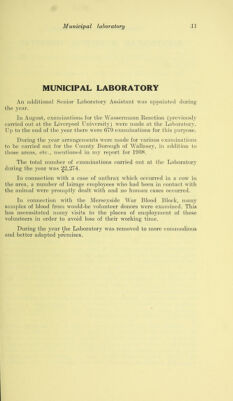 Municipal laboratory 41
MUNICIPAL LABORATORY
An additional Senior Laboratory Assistant was appointed during
the year.
In August, examinations for the Wassermann Reaction (previously
carried out at the Liverpool University) were made at the Laboratory.
Up to the end of the year there were 679 examinations for this purpose.
During the year arrangements were made for various examinations
to be carried out for the County Borough of Wallasey, in addition to
those areas, etc., mentioned in my report for 1938.
The total number of examinations carried out at the Laboratory
during the year was 22,274.
In connection with a case of anthrax which occurred in a cow in
the area, a number of lairage employees who had been in contact with
the animal were promptly dealt with and no human cases occurred.
In connection with the Merseyside War Blood Block, many
samples of blood from would-be volunteer donors were examined. This
has necessitated many visits to the places of employment of these
volunteers in order to avoid loss of their working time.
During the year the Laboratory was removed to more commodious
and better adapted premises.